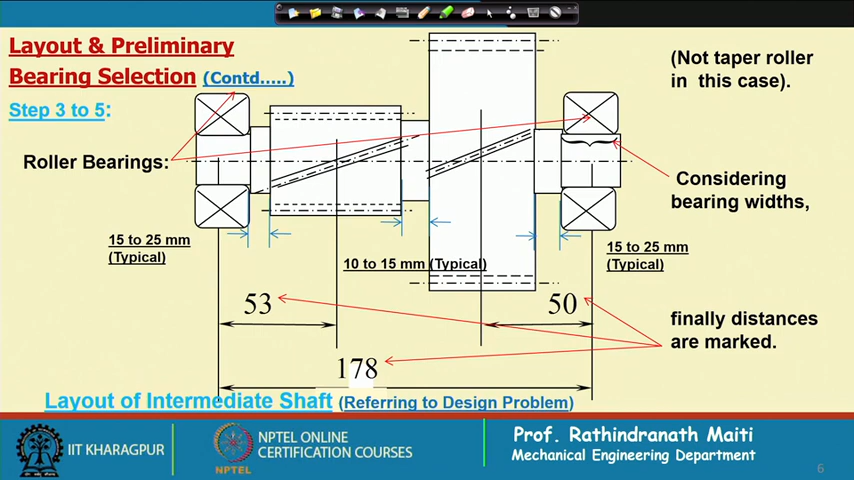 Layout & Preliminary
Bearing Selection (Contd.....)
Step 3 to 5:
(Not taper roller
in this case).
Roller Bearings:
Considering
bearing widths,
15 to 25 mm
(Typical)
10 to 15 mm (Typical)
15 to 25 mm
(Typical)
53
50
finally distances
are marked.
178
Layout of Intermediate Shaft (Referring to Design Problem)
IIT KHARAGPUR
NPTEL
NPTEL ONLINE
CERTIFICATION COURSES
Prof. Rathindranath Maiti
Mechanical Engineering Department
6